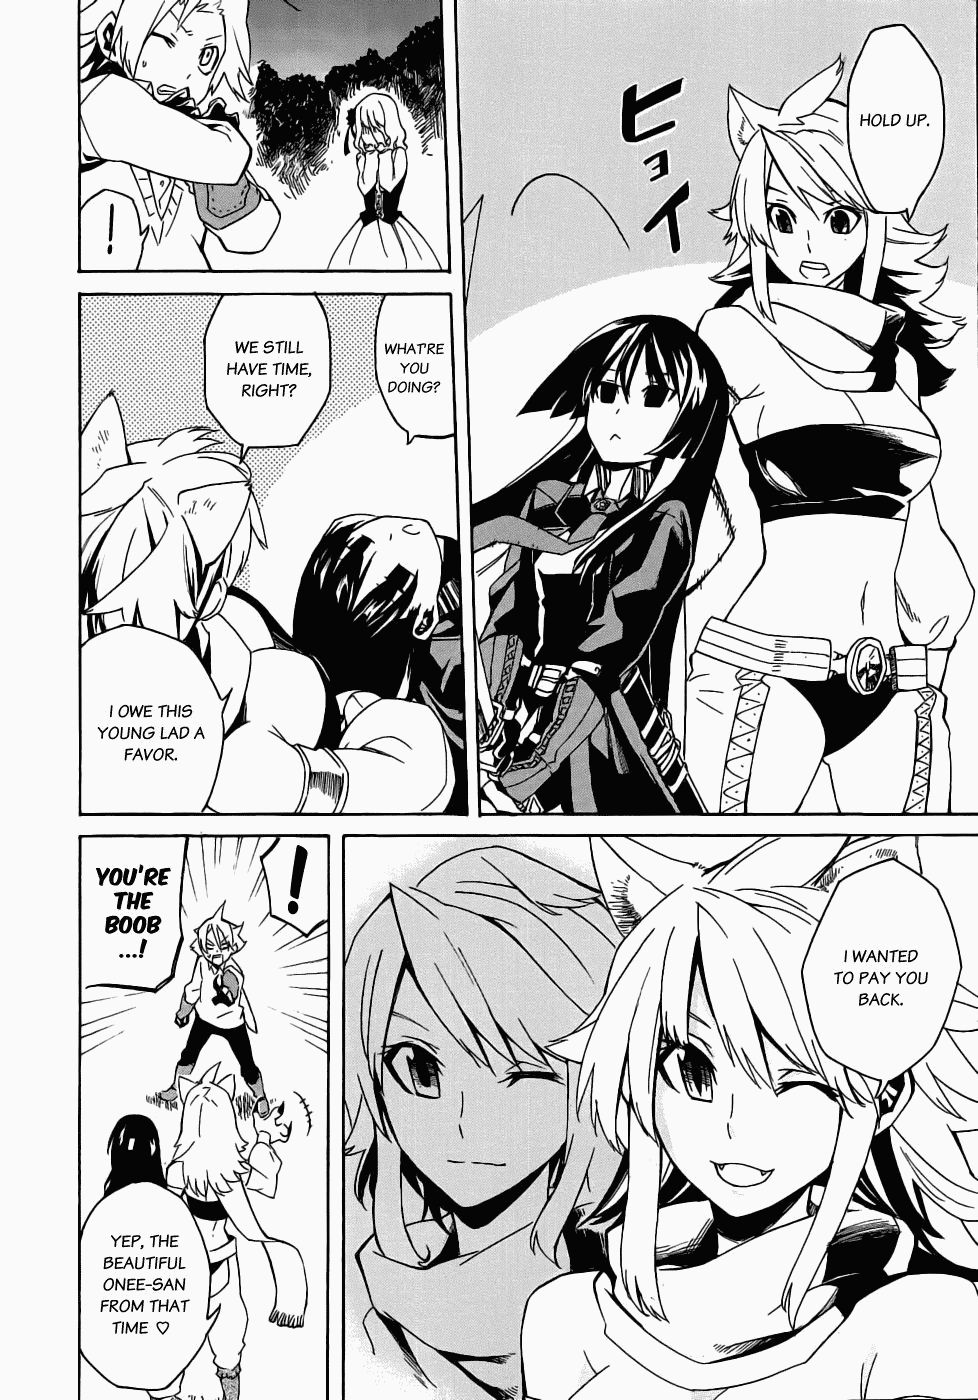 HOLD UP.
ヒョイ
!
WHAT'RE
YOU
DOING?
WE STILL
HAVE TIME,
RIGHT?
I OWE THIS
YOUNG LAD A
FAVOR.
I WANTED
TO PAY YOU
BACK.
!
YOU'RE
THE
BOOB
...!
YEP, THE
BEAUTIFUL
ONEE-SAN
FROM THAT
TIME ♡